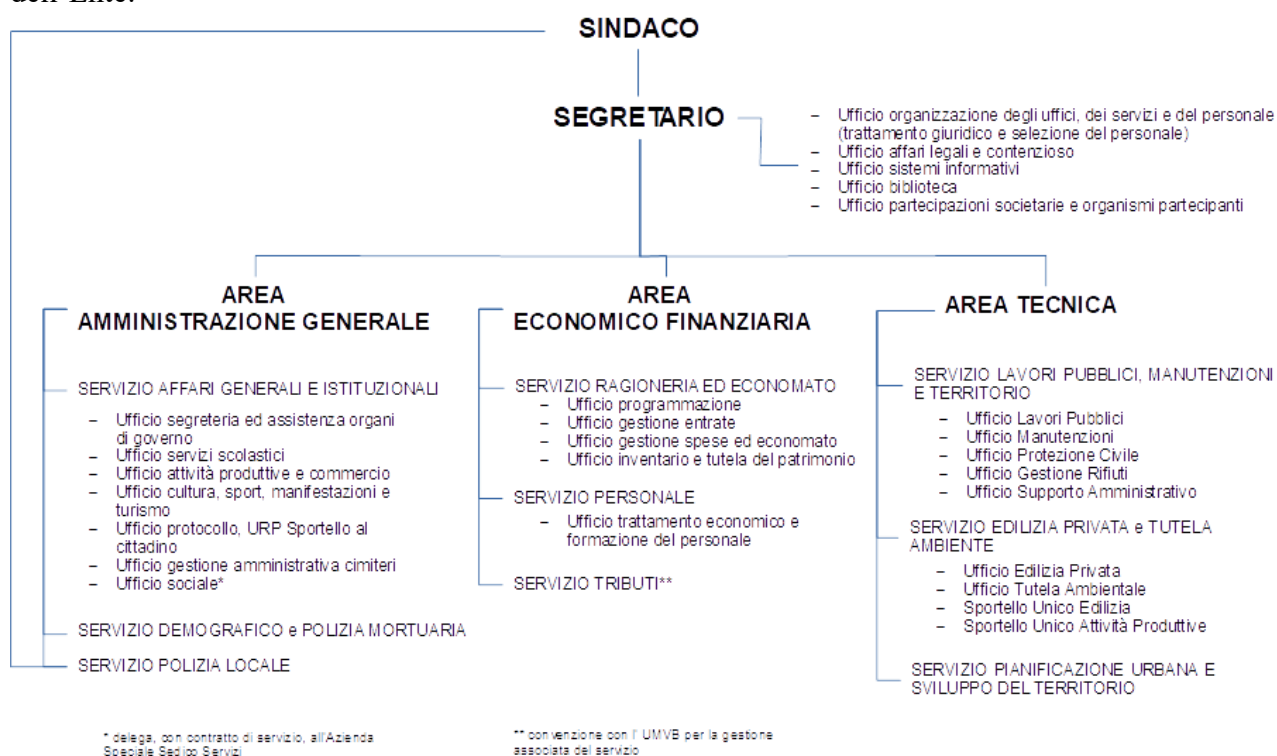 dell'Ente.
SINDACO
SEGRETARIO
– Ufficio organizzazione degli uffici, dei servizi e del personale
(trattamento giuridico e selezione del personale)
– Ufficio affari legali e contenzioso
– Ufficio sistemi informativi
– Ufficio biblioteca
– Ufficio partecipazioni societarie e organismi partecipanti
AREA
AMMINISTRAZIONE GENERALE
SERVIZIO AFFARI GENERALI E ISTITUZIONALI
– Ufficio segreteria ed assistenza organi
di governo
– Ufficio servizi scolastici
– Ufficio attività produttive e commercio
– Ufficio cultura, sport, manifestazioni e
turismo
– Ufficio protocollo, URP Sportello al
cittadino
– Ufficio gestione amministrativa cimiteri
– Ufficio sociale*
SERVIZIO DEMOGRAFICO e POLIZIA MORTUARIA
SERVIZIO POLIZIA LOCALE
AREA
ECONOMICO FINANZIARIA
SERVIZIO RAGIONERIA ED ECONOMATO
– Ufficio programmazione
– Ufficio gestione entrate
– Ufficio gestione spese ed economato
– Ufficio inventario e tutela del patrimonio
SERVIZIO PERSONALE
– Ufficio trattamento economico e
formazione del personale
SERVIZIO TRIBUTI**
AREA TECNICA
SERVIZIO LAVORI PUBBLICI, MANUTENZIONI
E TERRITORIO
– Ufficio Lavori Pubblici
– Ufficio Manutenzioni
– Ufficio Protezione Civile
– Ufficio Gestione Rifiuti
– Ufficio Supporto Amministrativo
SERVIZIO EDILIZIA PRIVATA e TUTELA
AMBIENTE
– Ufficio Edilizia Privata
– Ufficio Tutela Ambientale
– Sportello Unico Edilizia
– Sportello Unico Attività Produttive
SERVIZIO PIANIFICAZIONE URBANA E
SVILUPPO DEL TERRITORIO
* delega, con contratto di servizio, all'Azienda
Speciale Sedico Servizi
** convenzione con l' UMVB per la gestione
associata del servizio